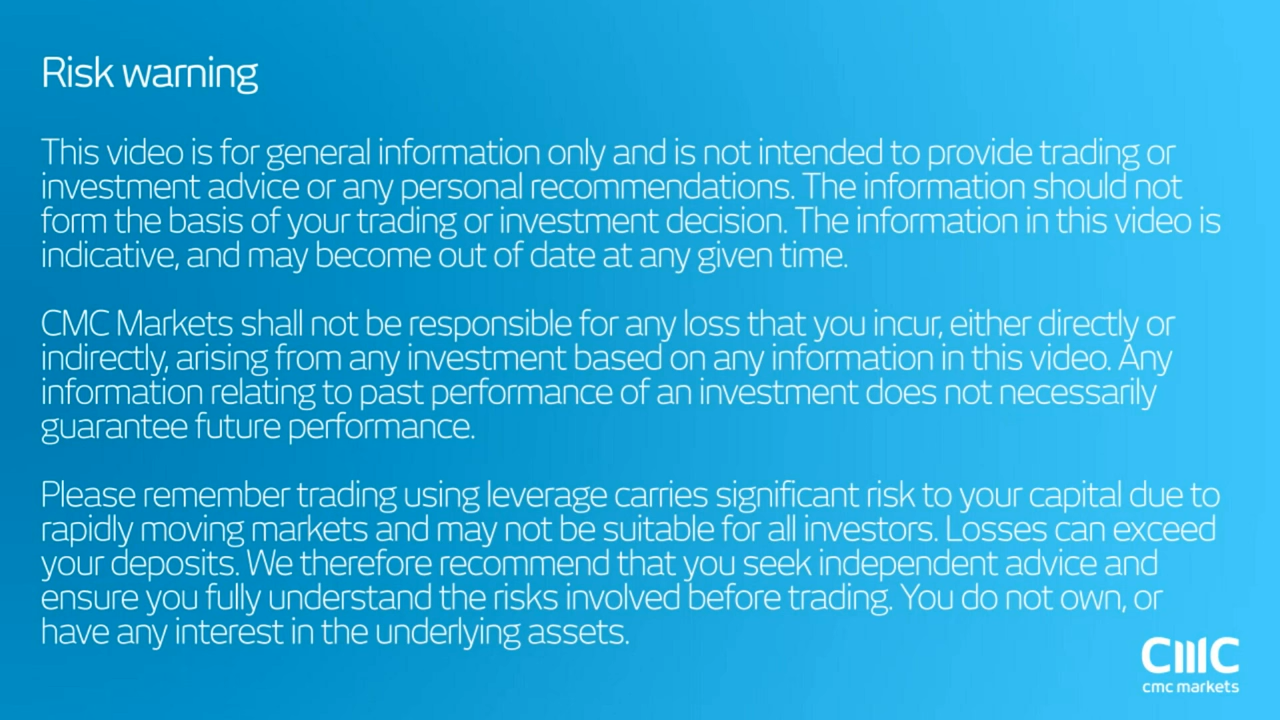 Risk warning
This video is for general information only and is not intended to provide trading or
investment advice or any personal recommendations. The information should not
form the basis of your trading or investment decision. The information in this video is
indicative, and may become out of date at any given time.
CMC Markets shall not be responsible for any loss that you incur, either directly or
indirectly, arising from any investment based on any information in this video. Any
information relating to past performance of an investment does not necessarily
guarantee future performance.
Please remember trading using leverage carries significant risk to your capital due to
rapidly moving markets and may not be suitable for all investors. Losses can exceed
your deposits. We therefore recommend that you seek independent advice and
ensure you fully understand the risks involved before trading. You do not own, or
have any interest in the underlying assets.
CMC
cmc markets